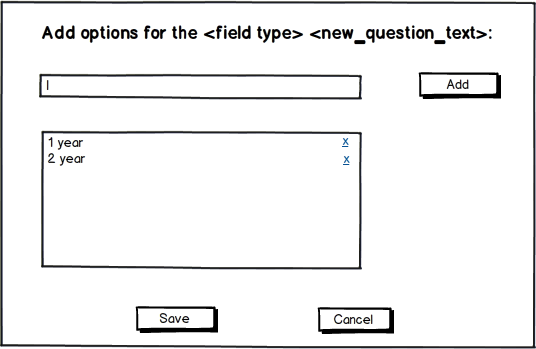 Add options for the <field type> <new_question_text>:
Add
1 year x
2 year x
Save Cancel